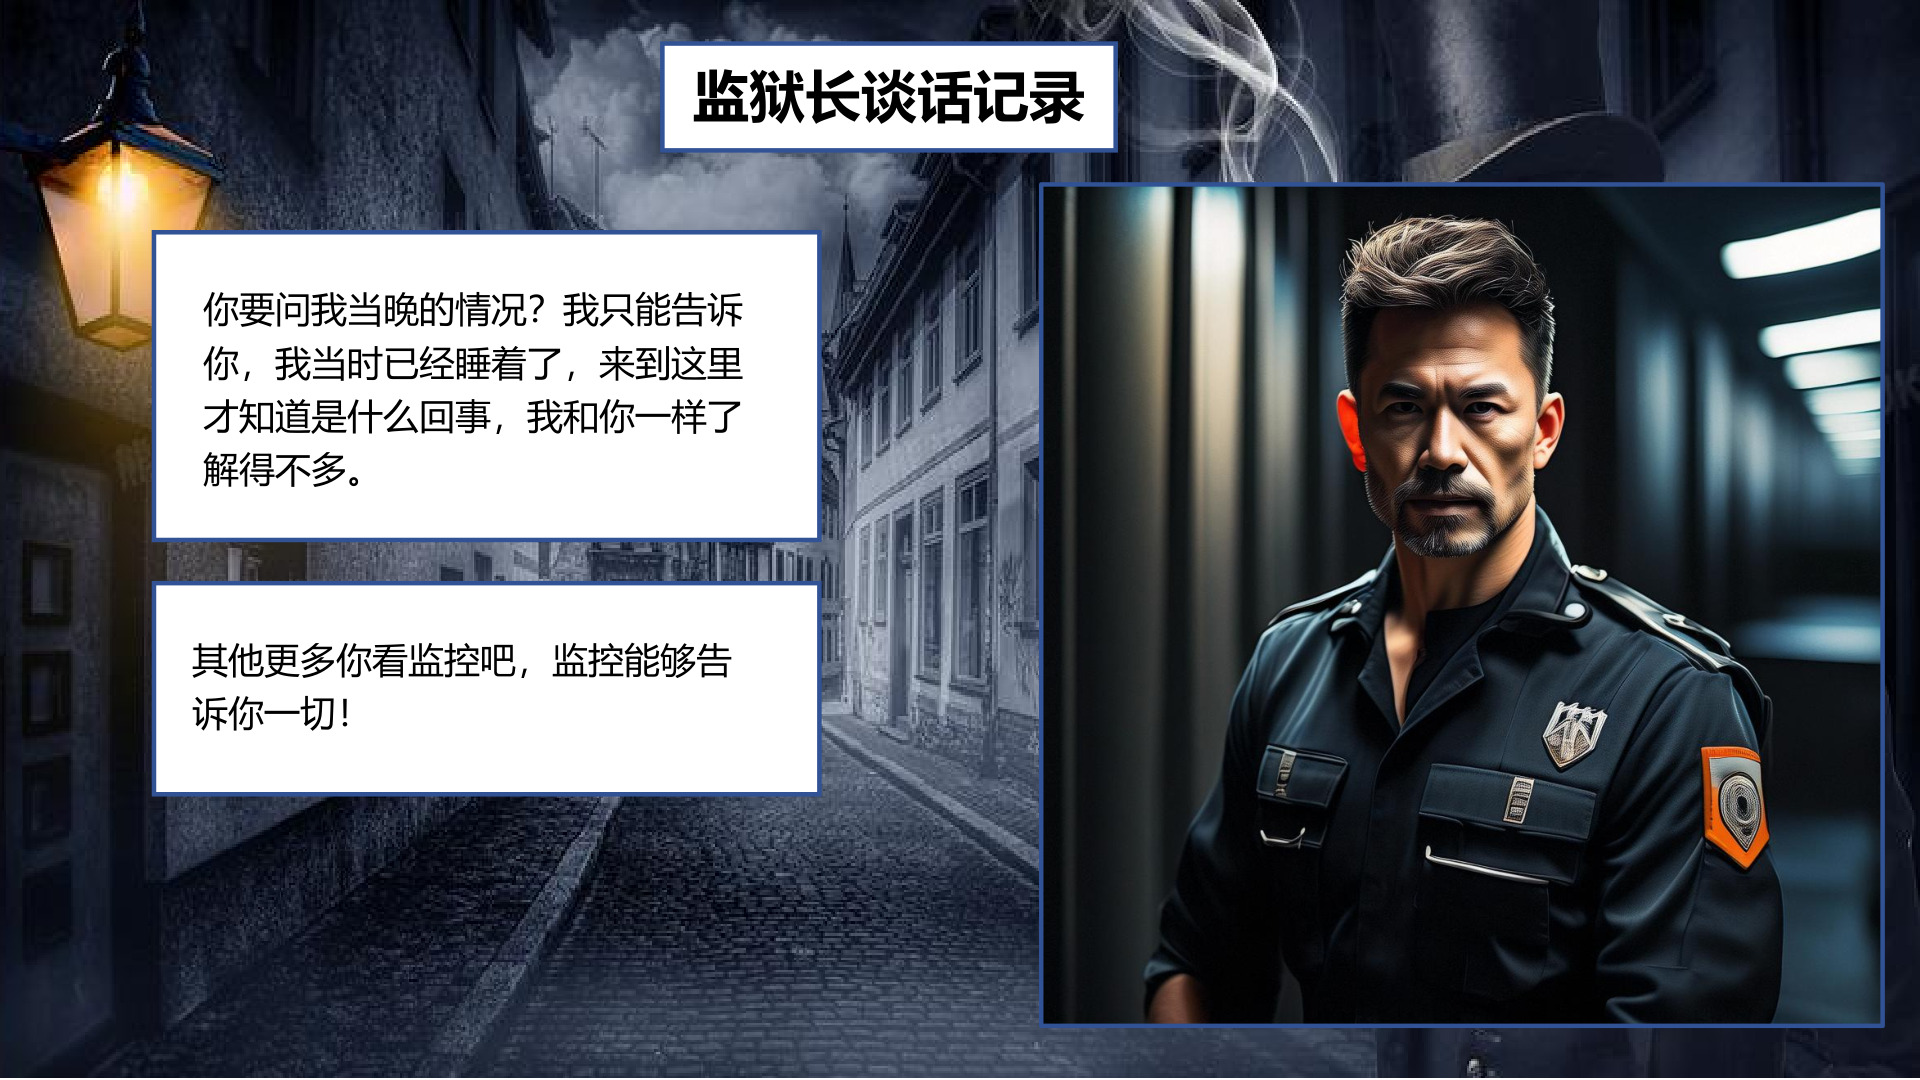 监狱长谈话记录
你要问我当晚的情况？我只能告诉
你，我当时已经睡着了，来到这里
才知道是什么回事，我和你一样了
解得不多。
其他更多你看监控吧，监控能够告
诉你一切！